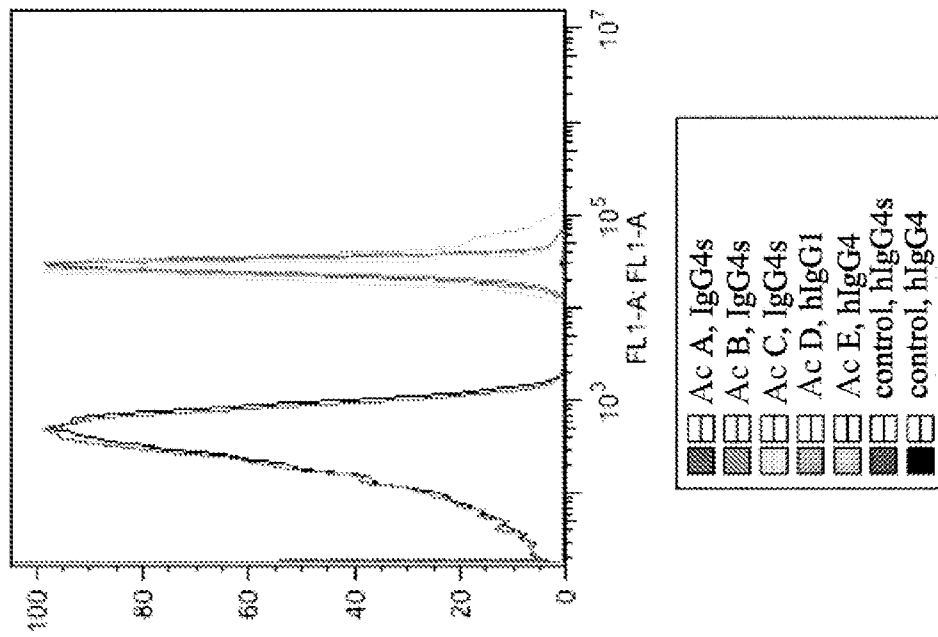 100
80
60
40
20
0
10³
10⁵
10⁷
FL1-A: FL1-A
Ac A, IgG4s
Ac B, IgG4s
Ac C, IgG4s
Ac D, hIgG1
Ac E, hIgG4
control, hIgG4s
control, hIgG4